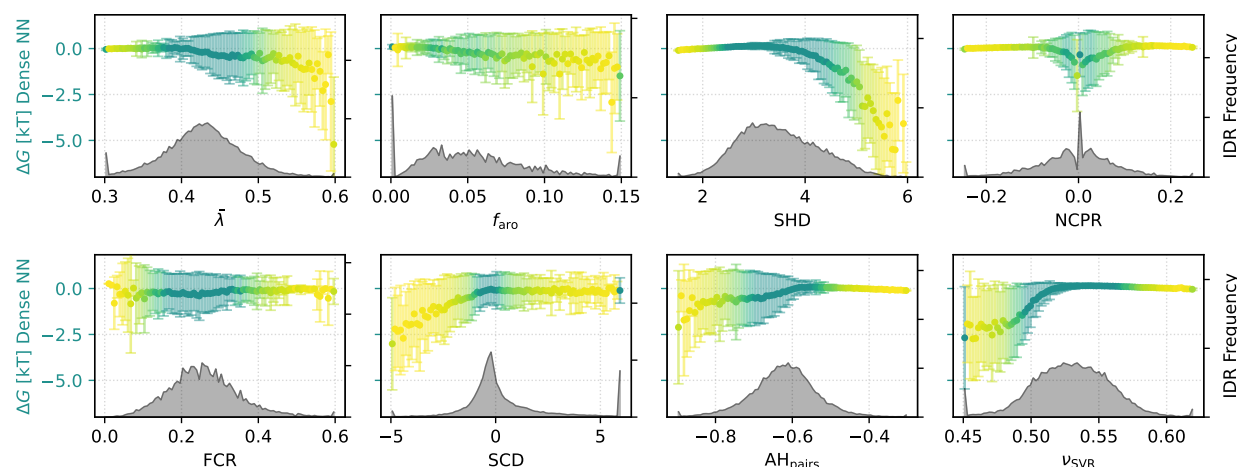 ΔG [kT] Dense NN
0.0
−2.5
−5.0
0.3 0.4 0.5 0.6
λ̄
0.00 0.05 0.10 0.15
f_aro
2 4 6
SHD
−0.2 0.0 0.2
NCPR
IDR Frequency
ΔG [kT] Dense NN
0.0
−2.5
−5.0
0.0 0.2 0.4 0.6
FCR
−5 0 5
SCD
−0.8 −0.6 −0.4
AH_pairs
0.45 0.50 0.55 0.60
ν_SVR
IDR Frequency